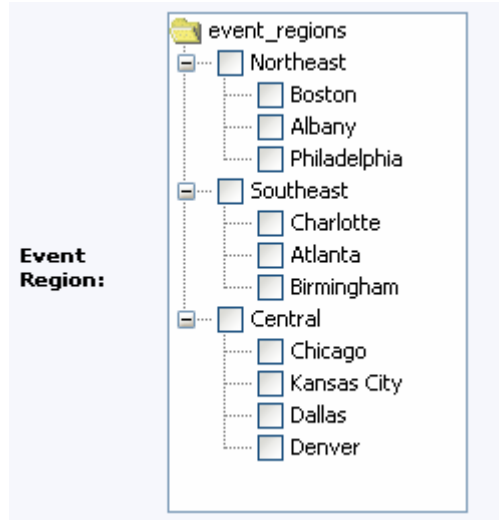 event_regions
Northeast
Boston
Albany
Philadelphia
Southeast
Charlotte
Atlanta
Birmingham
Event
Region:
Central
Chicago
Kansas City
Dallas
Denver